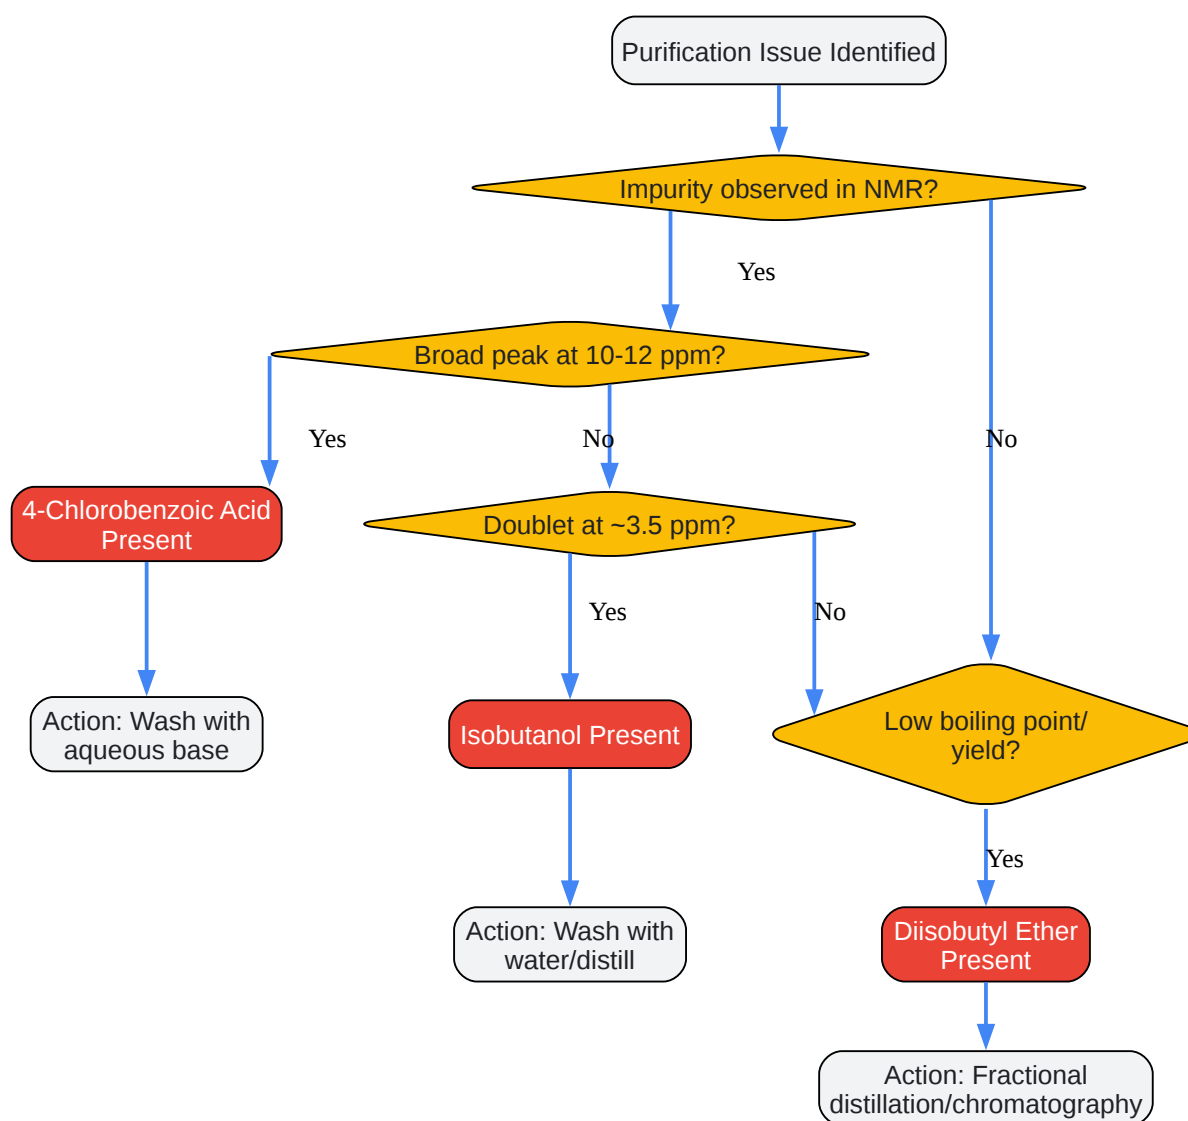 Purification Issue Identified
Impurity observed in NMR?
Yes
Broad peak at 10-12 ppm?
Yes
No
No
4-Chlorobenzoic Acid
Present
Doublet at ~3.5 ppm?
Yes
No
Action: Wash with
aqueous base
Isobutanol Present
Low boiling point/
yield?
Yes
Action: Wash with
water/distill
Diisobutyl Ether
Present
Action: Fractional
distillation/chromatography